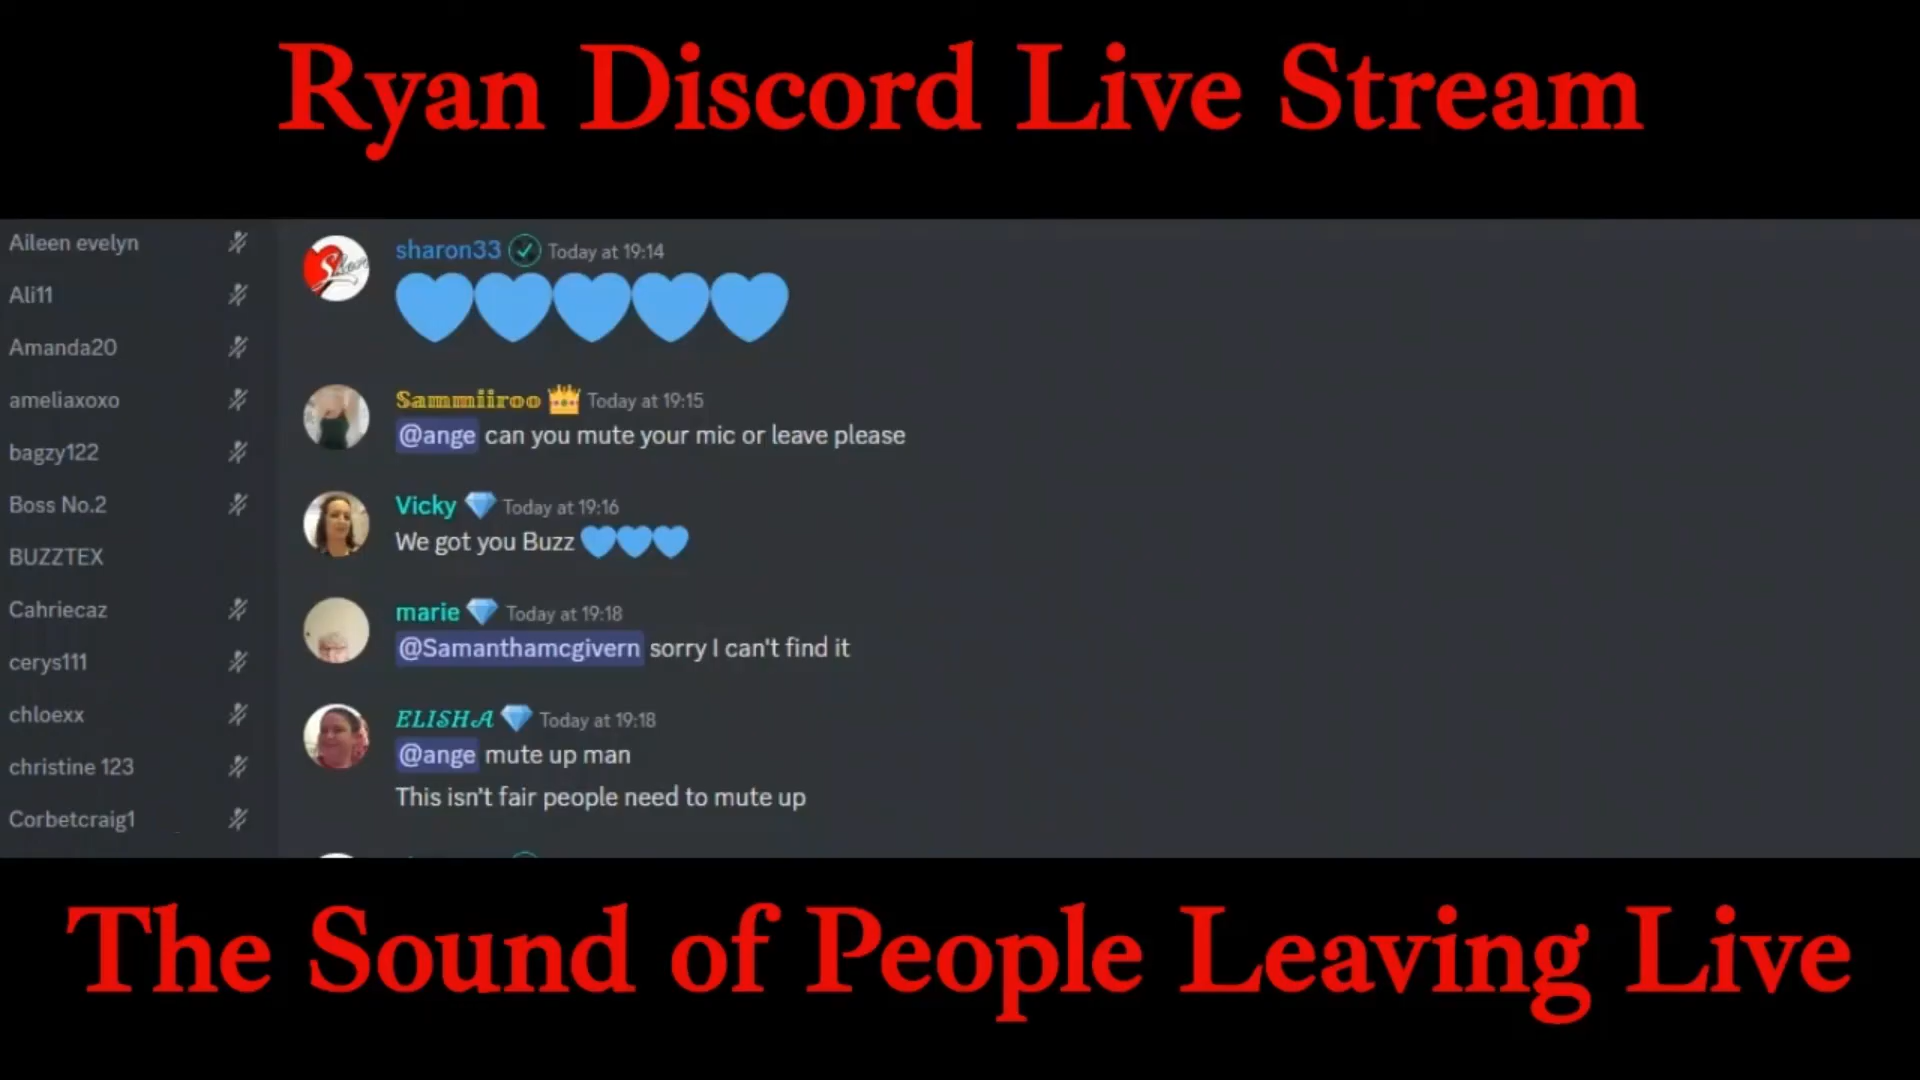 Ryan Discord Live Stream
Aileen evelyn
Ali11
Amanda20
ameliaxoxo
bagzy122
Boss No.2
BUZZTEX
Cahriecaz
cerys111
chloexx
christine 123
Corbetcraig1
sharon33 Today at 19:14
Sammiiroo Today at 19:15
@ange can you mute your mic or leave please
Vicky Today at 19:16
We got you Buzz
marie Today at 19:18
@Samanthamcgivern sorry I can't find it
ELISHA Today at 19:18
@ange mute up man
This isn't fair people need to mute up
The Sound of People Leaving Live